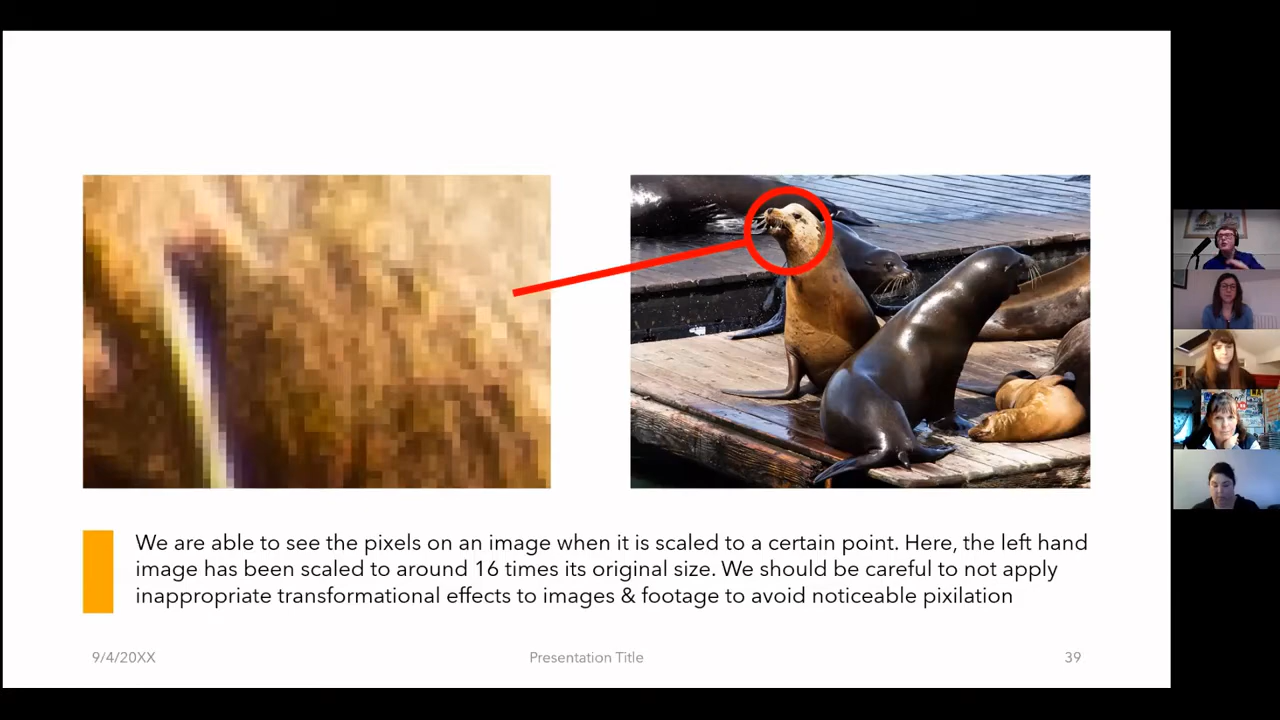 We are able to see the pixels on an image when it is scaled to a certain point. Here, the left hand
image has been scaled to around 16 times its original size. We should be careful to not apply
inappropriate transformational effects to images & footage to avoid noticeable pixilation
9/4/20XX
Presentation Title
39